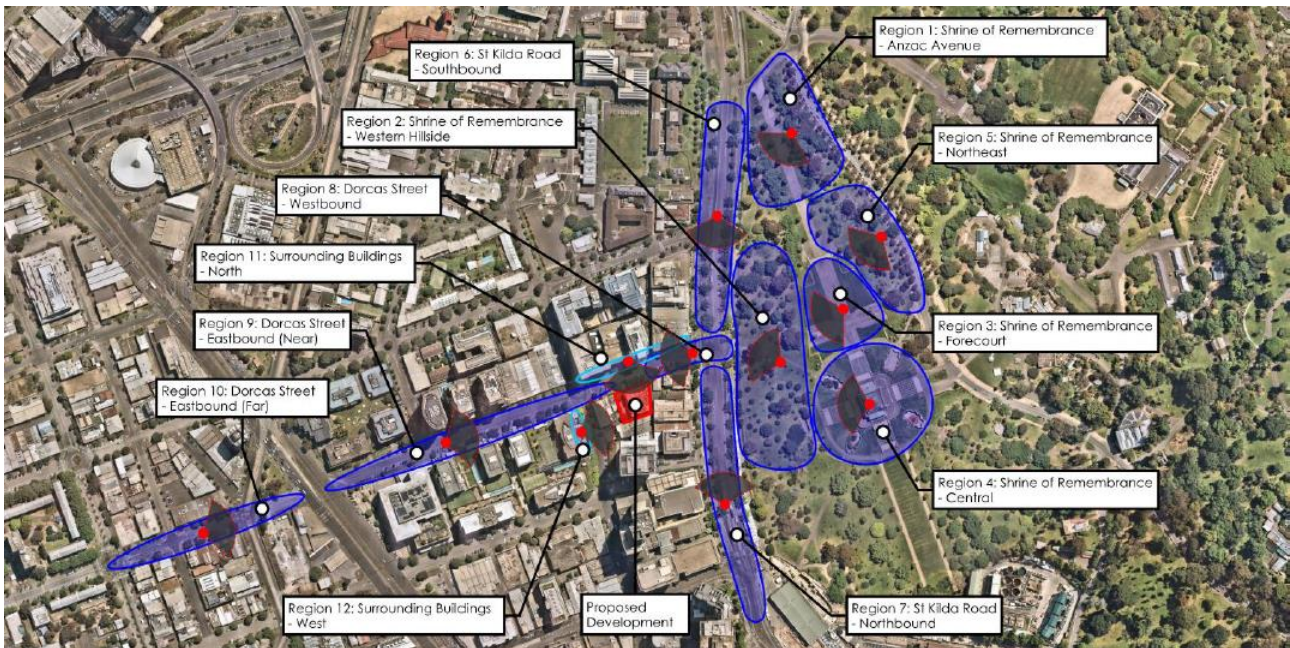 Region 1: Shrine of Remembrance
- Anzac Avenue
Region 6: St Kilda Road
- Southbound
Region 2: Shrine of Remembrance
- Western Hillside
Region 5: Shrine of Remembrance
- Northeast
Region 8: Dorcas Street
- Westbound
Region 11: Surrounding Buildings
- North
Region 9: Dorcas Street
- Eastbound (Near)
Region 3: Shrine of Remembrance
- Forecourt
Region 10: Dorcas Street
- Eastbound (Far)
Region 4: Shrine of Remembrance
- Central
Region 12: Surrounding Buildings
- West
Proposed
Development
Region 7: St Kilda Road
- Northbound